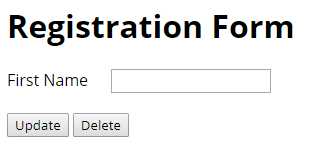 Registration Form
First Name
Update Delete